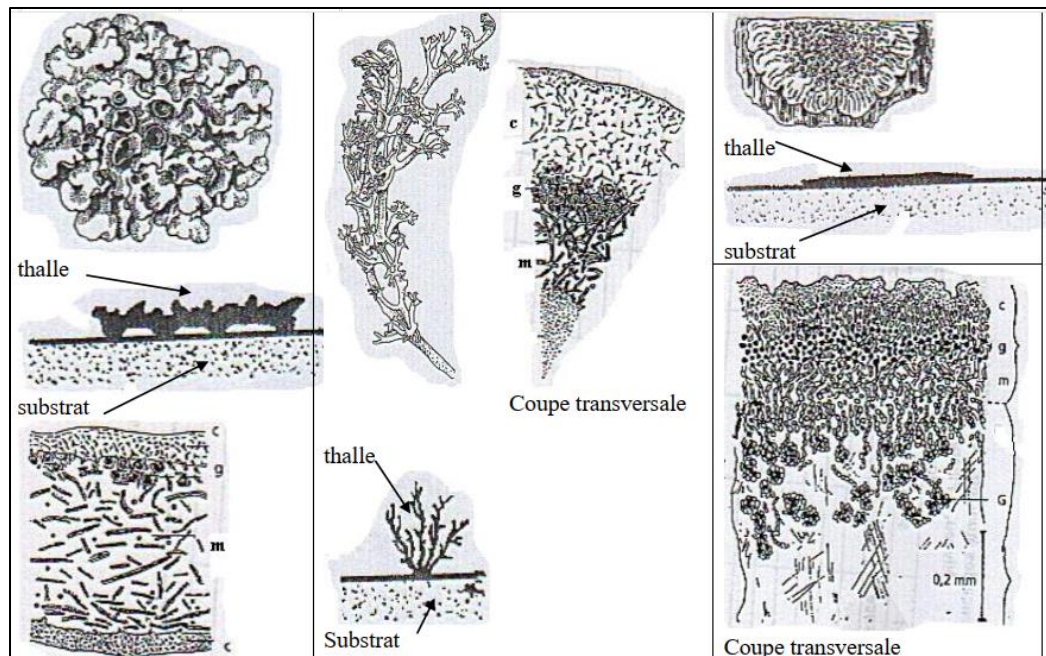 thalle
substrat
c
g
m
c
c
g
m
Coupe transversale
thalle
Substrat
thalle
substrat
c
g
m
G
0,2 mm
Coupe transversale